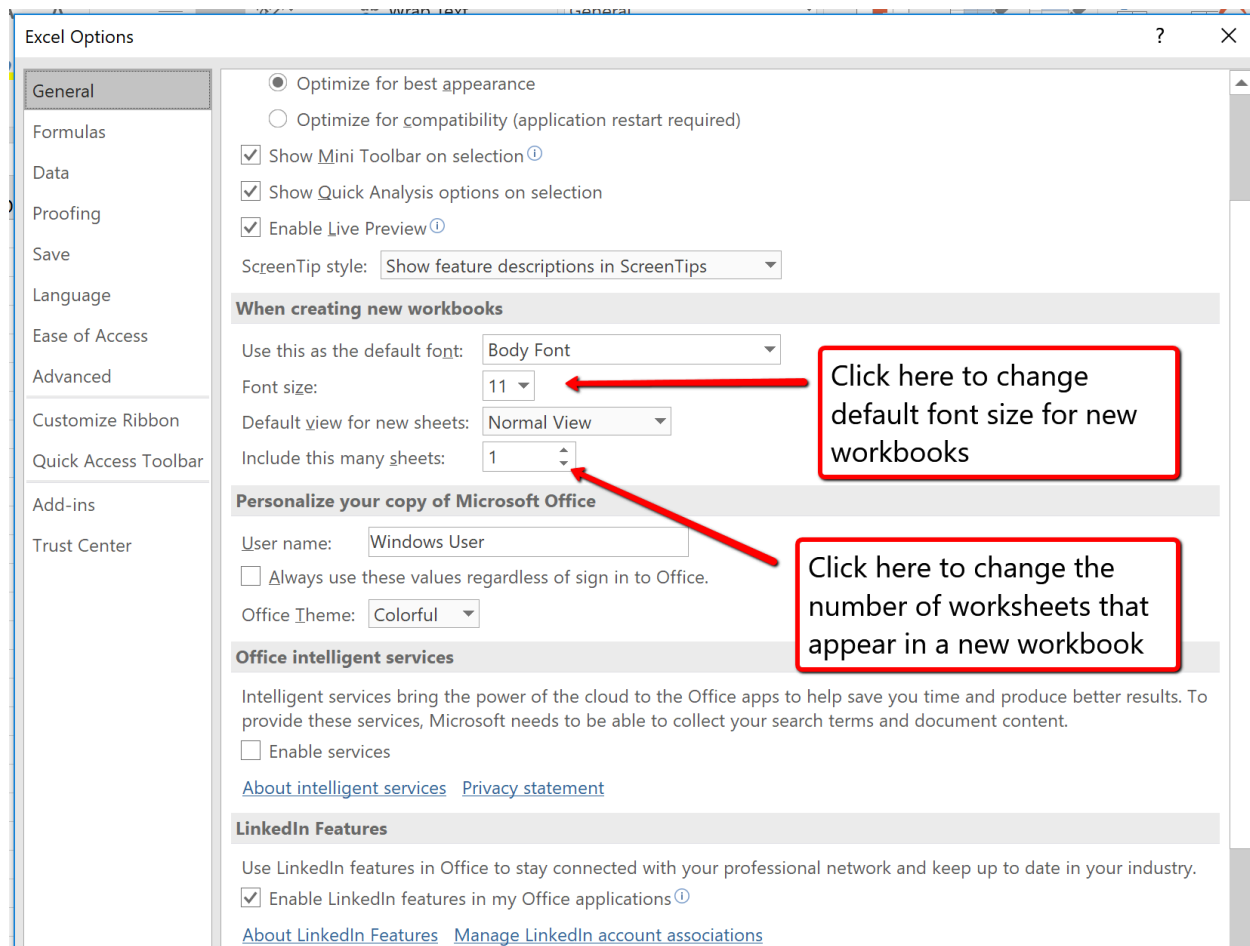 Wrap Text
General
Excel Options
?
General
Formulas
Data
Proofing
Save
Language
Ease of Access
Advanced
Customize Ribbon
Quick Access Toolbar
Add-ins
Trust Center
Optimize for best appearance
Optimize for compatibility (application restart required)
Show Mini Toolbar on selection
Show Quick Analysis options on selection
Enable Live Preview
ScreenTip style: Show feature descriptions in ScreenTips
When creating new workbooks
Use this as the default font: Body Font
Font size: 11
Default view for new sheets: Normal View
Include this many sheets: 1
Click here to change
default font size for new
workbooks
Personalize your copy of Microsoft Office
User name: Windows User
Always use these values regardless of sign in to Office.
Office Theme: Colorful
Click here to change the
number of worksheets that
appear in a new workbook
Office intelligent services
Intelligent services bring the power of the cloud to the Office apps to help save you time and produce better results. To
provide these services, Microsoft needs to be able to collect your search terms and document content.
Enable services
About intelligent services Privacy statement
LinkedIn Features
Use LinkedIn features in Office to stay connected with your professional network and keep up to date in your industry.
Enable LinkedIn features in my Office applications
About LinkedIn Features Manage LinkedIn account associations